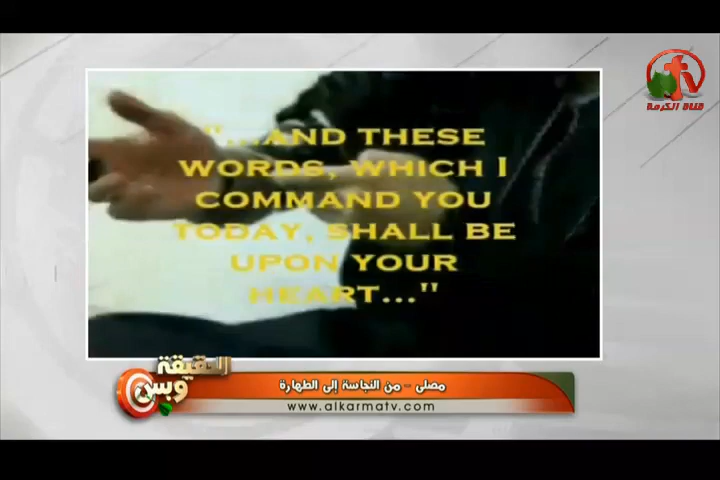 tv
قناة الكرمة
"...AND THESE
WORDS, WHICH I
COMMAND YOU
TODAY, SHALL BE
UPON YOUR
HEART..."
الحقيقة
وبس
مصلى - من النجاسة إلى الطهارة
www.alkarmatv.com